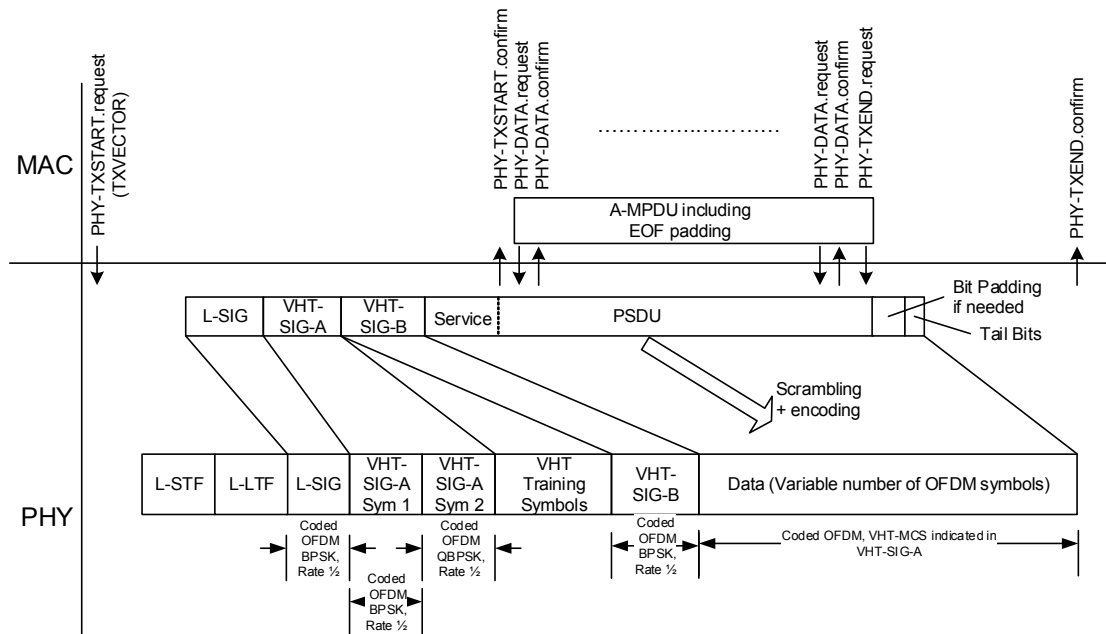 PHY-TXSTART.request
(TXVECTOR)
PHY-TXSTART.confirm
PHY-DATA.request
PHY-DATA.confirm
.........................
PHY-DATA.request
PHY-DATA.confirm
PHY-TXEND.request
PHY-TXEND.confirm
MAC
A-MPDU including
EOF padding
L-SIG
VHT-
SIG-A
VHT-
SIG-B
Service
PSDU
Bit Padding
if needed
Tail Bits
Scrambling
+ encoding
PHY
L-STF
L-LTF
L-SIG
VHT-
SIG-A
Sym 1
VHT-
SIG-A
Sym 2
VHT
Training
Symbols
VHT-
SIG-B
Data (Variable number of OFDM symbols)
Coded
OFDM
BPSK,
Rate ½
Coded
OFDM
BPSK,
Rate ½
Coded
OFDM
QBPSK,
Rate ½
Coded
OFDM
BPSK,
Rate ½
Coded OFDM, VHT-MCS indicated in
VHT-SIG-A